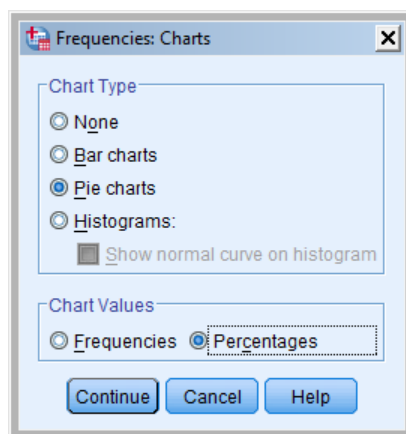 Frequencies: Charts
Chart Type
None
Bar charts
Pie charts
Histograms:
Show normal curve on histogram
Chart Values
Frequencies Percentages
Continue Cancel Help